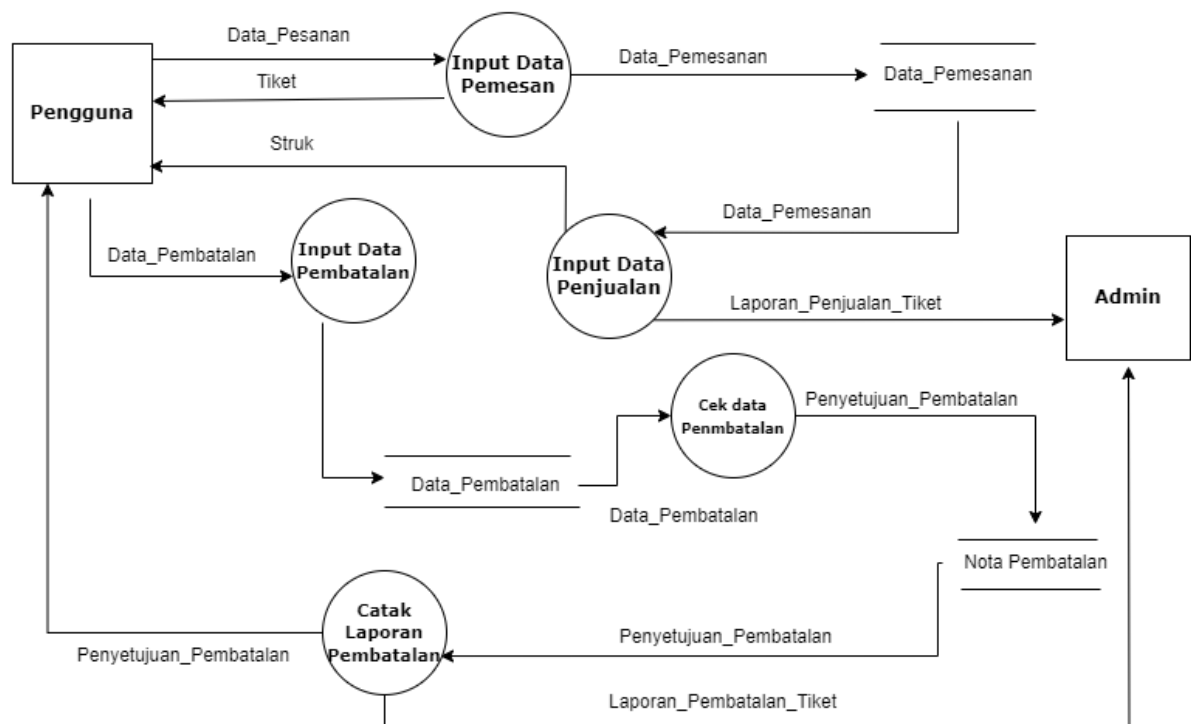 Data_Pesanan
Input Data
Pemesan
Data_Pemesanan
Data_Pemesanan
Tiket
Pengguna
Struk
Data_Pemesanan
Data_Pembatalan
Input Data
Pembatalan
Input Data
Penjualan
Laporan_Penjualan_Tiket
Admin
Cek data
Penmbatalan
Penyetujuan_Pembatalan
Data_Pembatalan
Data_Pembatalan
Nota Pembatalan
Catak
Laporan
Pembatalan
Penyetujuan_Pembatalan
Penyetujuan_Pembatalan
Laporan_Pembatalan_Tiket